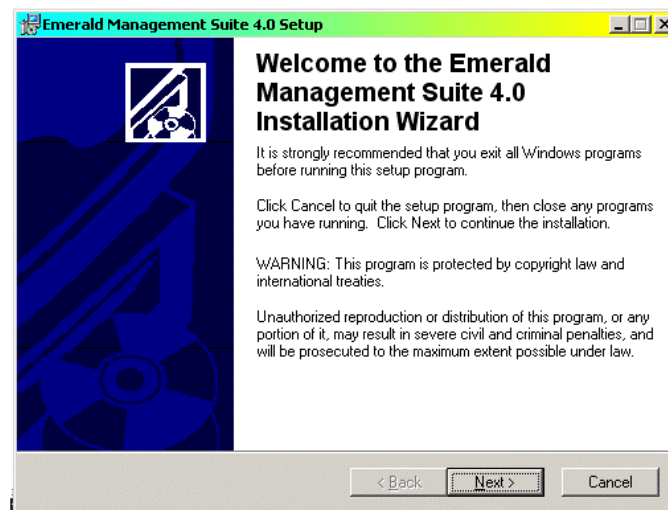 Emerald Management Suite 4.0 Setup
Welcome to the Emerald
Management Suite 4.0
Installation Wizard
It is strongly recommended that you exit all Windows programs
before running this setup program.
Click Cancel to quit the setup program, then close any programs
you have running. Click Next to continue the installation.
WARNING: This program is protected by copyright law and
international treaties.
Unauthorized reproduction or distribution of this program, or any
portion of it, may result in severe civil and criminal penalties, and
will be prosecuted to the maximum extent possible under law.
< Back Next > Cancel